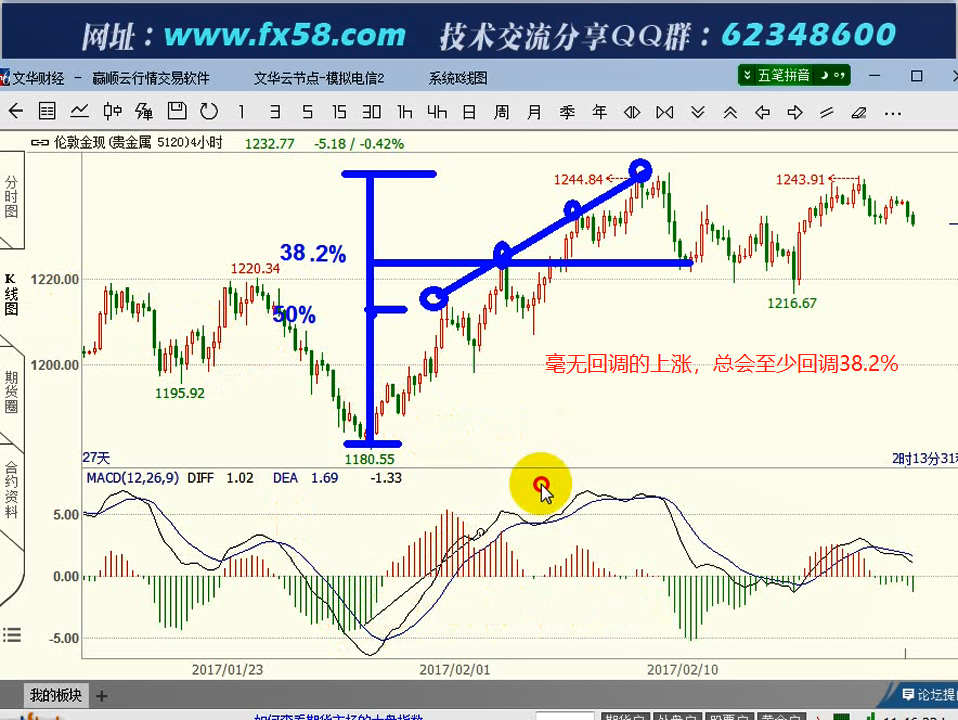 网址：www.fx58.com 技术交流分享QQ群：62348600
文华财经 - 赢顺云行情交易软件 文华云节点-模拟电信2 系统K线图
五笔拼音
1 3 5 15 30 1h 4H 日 周 月 季 年
伦敦金现(贵金属 5120)4小时 1232.77 -5.18 / -0.42%
分时图
K线图
期货圈
合约资料
1244.84
1243.91
38.2%
1220.34
1220.00
1216.67
50%
毫无回调的上涨，总会至少回调38.2%
1200.00
1195.92
1180.55
27天
2时13分31
MACD(12,26,9) DIFF 1.02 DEA 1.69 -1.33
5.00
0.00
-5.00
2017/01/23 2017/02/01 2017/02/10
我的板块 +
论坛提